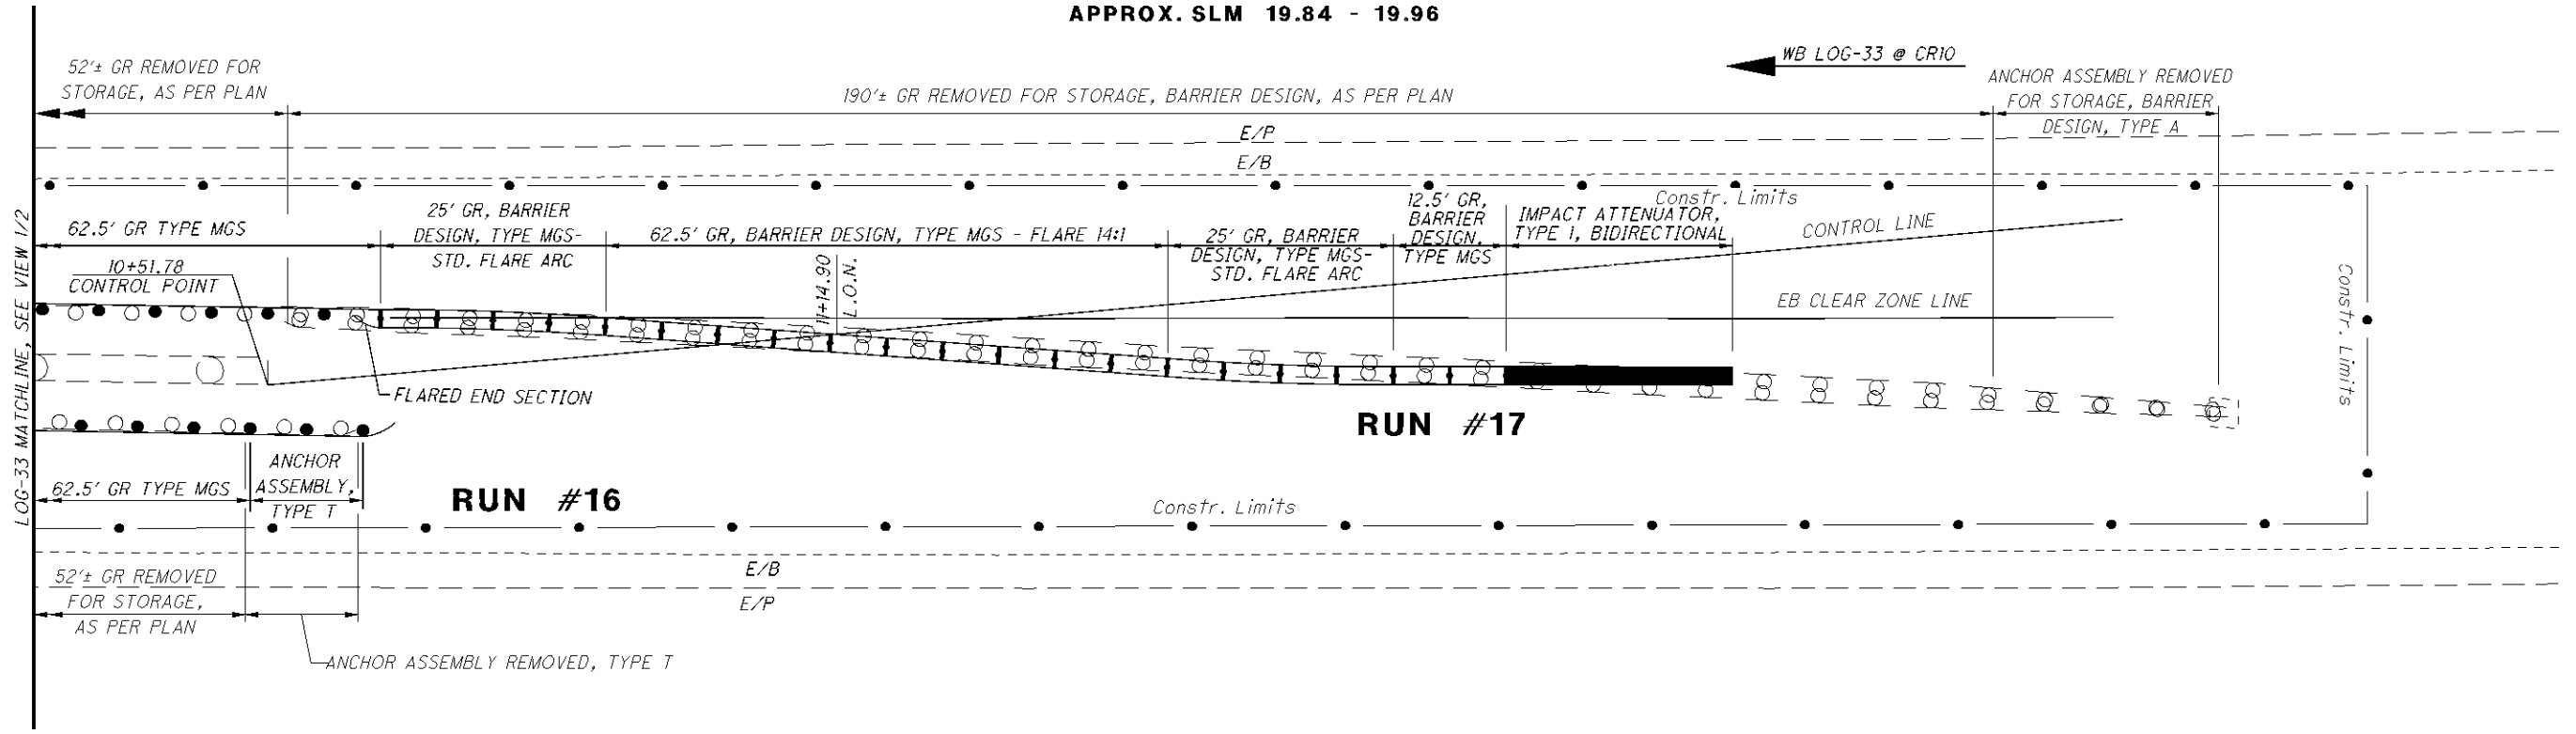 APPROX. SLM 19.84 - 19.96
WB LOG-33 @ CR10
52'± GR REMOVED FOR
STORAGE, AS PER PLAN
190'± GR REMOVED FOR STORAGE, BARRIER DESIGN, AS PER PLAN
ANCHOR ASSEMBLY REMOVED
FOR STORAGE, BARRIER
DESIGN, TYPE A
E/P
E/B
Constr. Limits
LOG-33 MATCHLINE, SEE VIEW 1/2
62.5' GR TYPE MGS
25' GR, BARRIER
DESIGN, TYPE MGS-
STD. FLARE ARC
62.5' GR, BARRIER DESIGN, TYPE MGS - FLARE 14:1
25' GR, BARRIER
DESIGN, TYPE MGS-
STD. FLARE ARC
12.5' GR,
BARRIER
DESIGN,
TYPE MGS
IMPACT ATTENUATOR,
TYPE 1, BIDIRECTIONAL
CONTROL LINE
10+51.78
CONTROL POINT
11+14.90
L.O.N.
EB CLEAR ZONE LINE
Constr. Limits
FLARED END SECTION
RUN #17
ANCHOR
ASSEMBLY,
TYPE T
62.5' GR TYPE MGS
RUN #16
Constr. Limits
E/B
E/P
52'± GR REMOVED
FOR STORAGE,
AS PER PLAN
ANCHOR ASSEMBLY REMOVED, TYPE T